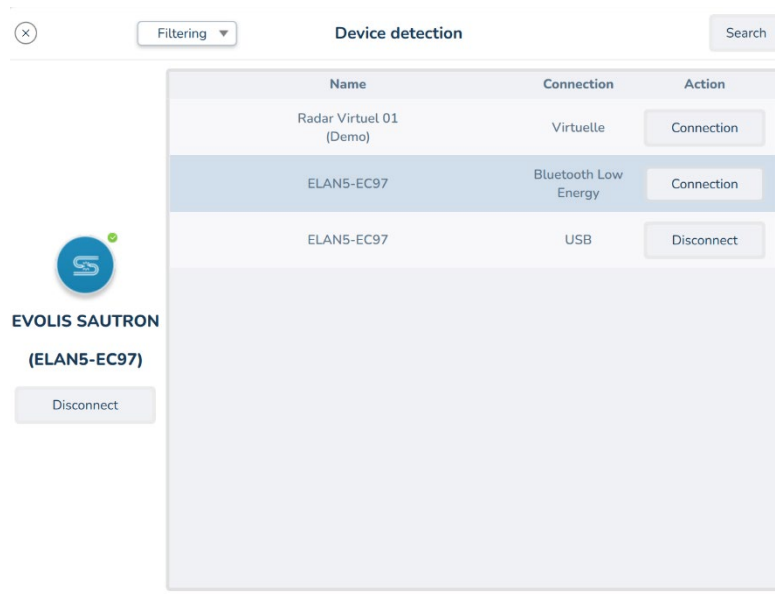 Filtering ▼ Device detection Search
Name Connection Action
Radar Virtuel 01
(Demo) Virtuelle Connection
ELAN5-EC97 Bluetooth Low
Energy Connection
ELAN5-EC97 USB Disconnect
EVOLIS SAUTRON
(ELAN5-EC97)
Disconnect